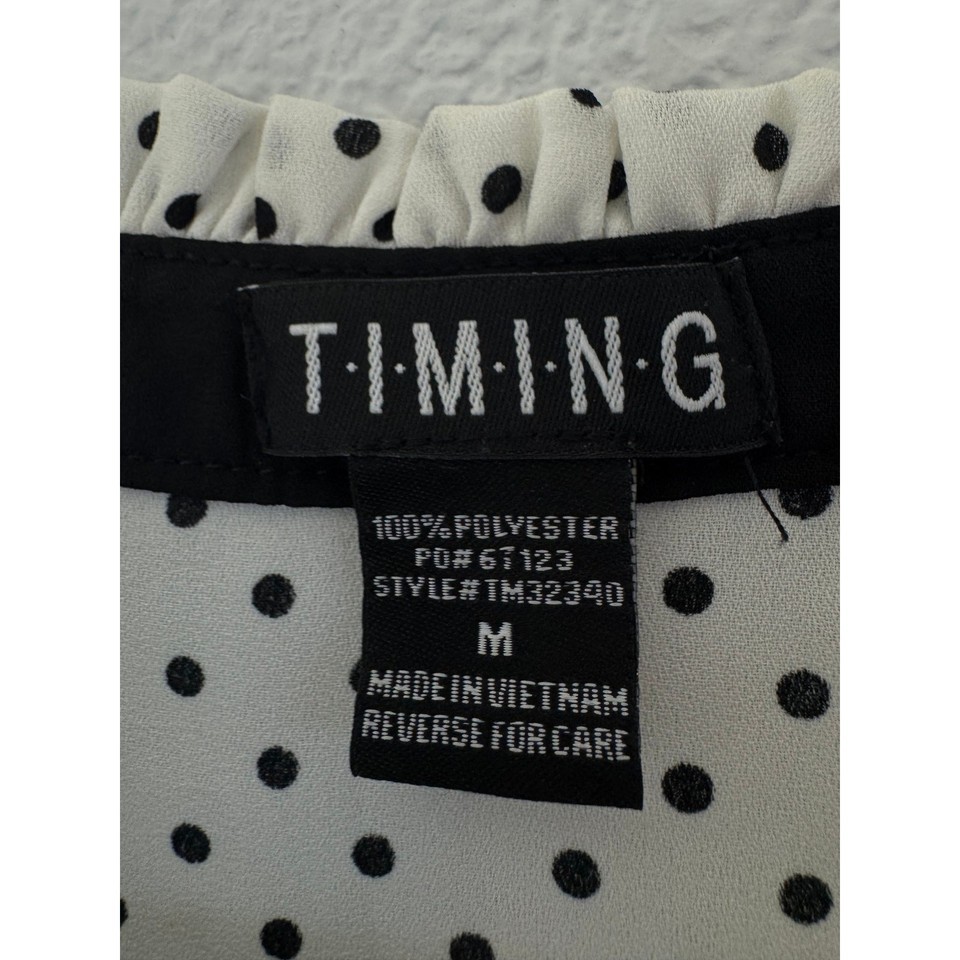 T·I·M·I·N·G
100% POLYESTER
PO# 67123
STYLE# TM32340
M
MADE IN VIETNAM
REVERSE FOR CARE